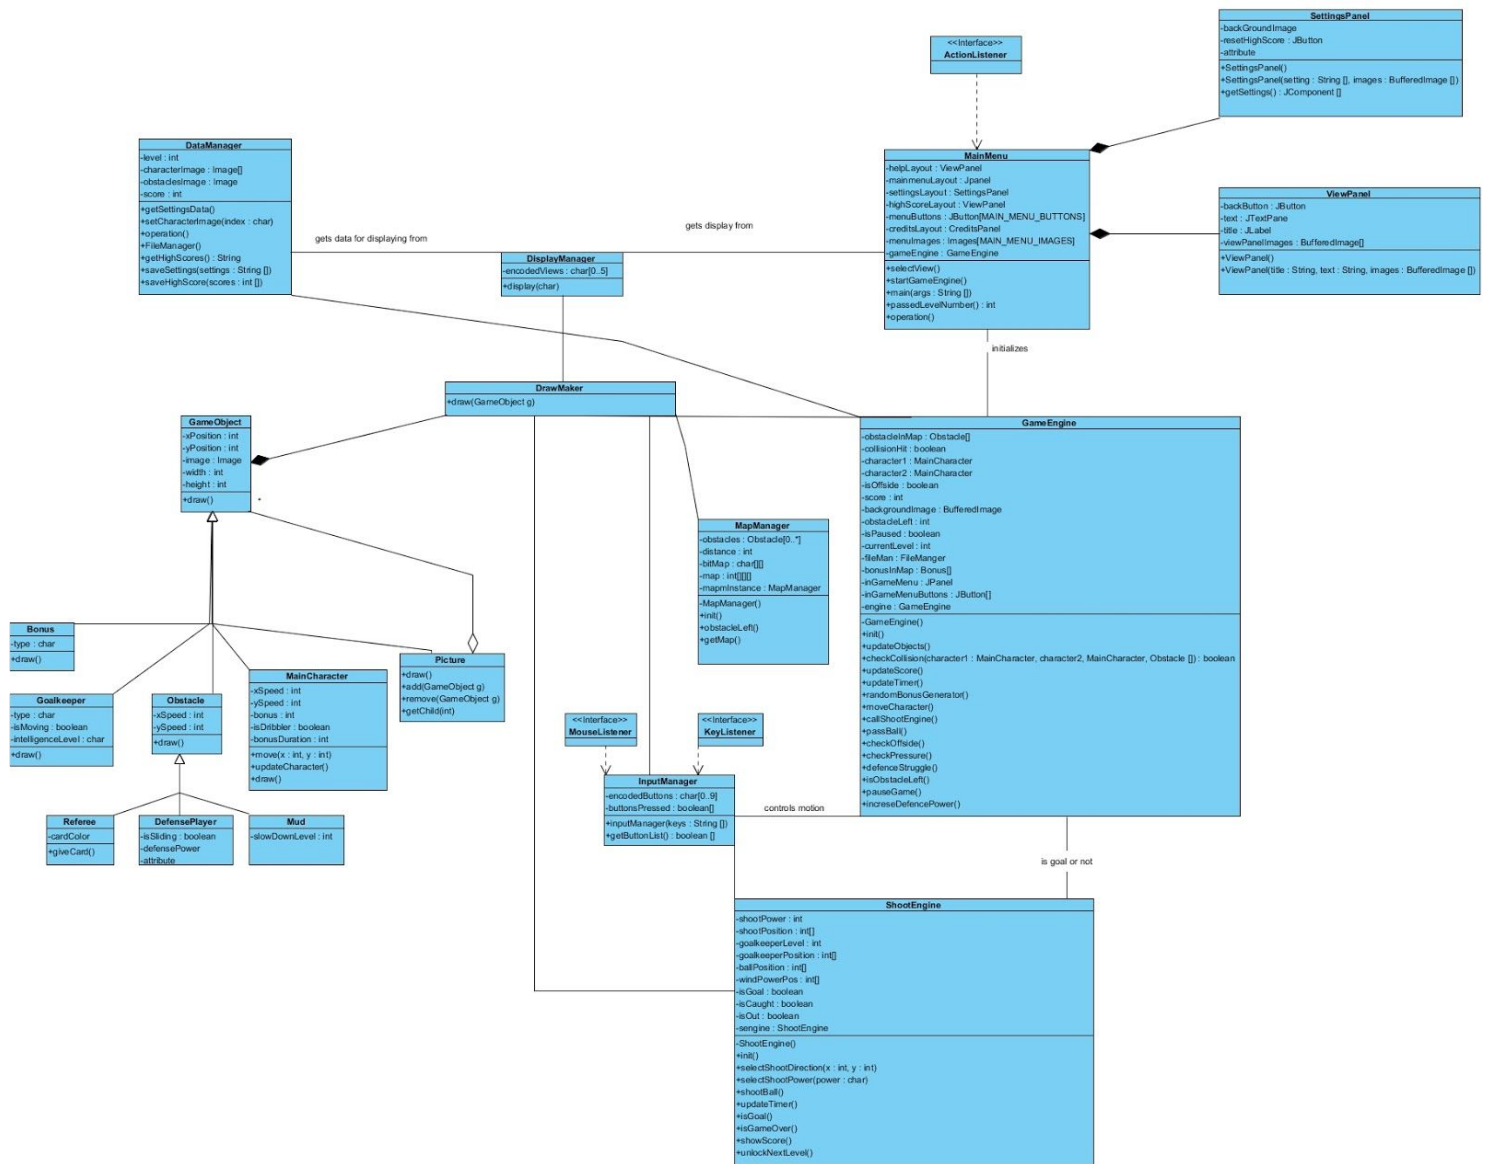 SettingsPanel
-backGroundImage
-resetHighScore : JButton
-attribute
+SettingsPanel()
+SettingsPanel(setting : String [], images : BufferedImage [])
+getSettings() : JComponent []
<<Interface>>
ActionListener
DataManager
-level : int
-characterImage : Image[]
-obstaclesImage : Image
-score : int
+getSettingsData()
+setCharacterImage(index : char)
+operation()
+FileManager()
+getHighScores() : String
+saveSettings(settings : String [])
+saveHighScore(scores : int [])
gets data for displaying from
gets display from
MainMenu
-helpLayout : ViewPanel
-mainmenuLayout : Jpanel
-settingsLayout : SettingsPanel
-highScoreLayout : ViewPanel
-menuButtons : JButton[MAIN_MENU_BUTTONS]
-creditsLayout : CreditsPanel
-menuImages : Images[MAIN_MENU_IMAGES]
-gameEngine : GameEngine
+selectView()
+startGameEngine()
+main(args : String [])
+passedLevelNumber() : int
+operation()
ViewPanel
-backButton : JButton
-text : JTextPane
-title : JLabel
-viewPanelImages : BufferedImage[]
+ViewPanel()
+ViewPanel(title : String, text : String, images : BufferedImage [])
DisplayManager
-encodedViews : char[0..5]
+display(char)
initializes
DrawMaker
+draw(GameObject g)
GameObject
-xPosition : int
-yPosition : int
-image : Image
-width : int
-height : int
+draw()
*
GameEngine
-obstacleInMap : Obstacle[]
-collisionHit : boolean
-character1 : MainCharacter
-character2 : MainCharacter
-isOffside : boolean
-score : int
-backgroundImage : BufferedImage
-obstacleLeft : int
-isPaused : boolean
-currentLevel : int
-fileMan : FileManger
-bonusInMap : Bonus[]
-inGameMenu : JPanel
-inGameMenuButtons : JButton[]
-engine : GameEngine
-GameEngine()
+init()
+updateObjects()
+checkCollision(character1 : MainCharacter, character2, MainCharacter, Obstacle []) : boolean
+updateScore()
+updateTimer()
+randomBonusGenerator()
+moveCharacter()
+callShootEngine()
+passBall()
+checkOffside()
+checkPressure()
+defenceStruggle()
+isObstacleLeft()
+pauseGame()
+increseDefencePower()
MapManager
-obstacles : Obstacle[0..*]
-distance : int
-bitMap : char[][]
-map : int[][][]
-mapmInstance : MapManager
-MapManager()
+init()
+obstacleLeft()
+getMap()
Bonus
-type : char
+draw()
Picture
+draw()
+add(GameObject g)
+remove(GameObject g)
+getChild(int)
MainCharacter
-xSpeed : int
-ySpeed : int
-bonus : int
-isDribbler : boolean
-bonusDuration : int
+move(x : int, y : int)
+updateCharacter()
+draw()
Goalkeeper
-type : char
-isMoving : boolean
-intelligenceLevel : char
+draw()
Obstacle
-xSpeed : int
-ySpeed : int
+draw()
<<Interface>>
MouseListener
<<Interface>>
KeyListener
InputManager
-encodedButtons : char[0..9]
-buttonsPressed : boolean[]
+inputManager(keys : String [])
+getButtonList() : boolean []
controls motion
Referee
-cardColor
+giveCard()
DefensePlayer
-isSliding : boolean
-defensePower
-attribute
Mud
-slowDownLevel : int
is goal or not
ShootEngine
-shootPower : int
-shootPosition : int[]
-goalkeeperLevel : int
-goalkeeperPosition : int[]
-ballPosition : int[]
-windPowerPos : int[]
-isGoal : boolean
-isCaught : boolean
-isOut : boolean
-sengine : ShootEngine
-ShootEngine()
+init()
+selectShootDirection(x : int, y : int)
+selectShootPower(power : char)
+shootBall()
+updateTimer()
+isGoal()
+isGameOver()
+showScore()
+unlockNextLevel()